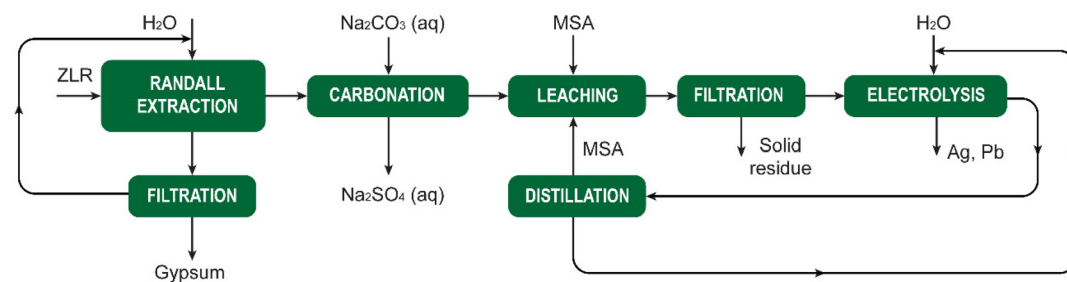 H₂O
Na₂CO₃ (aq)
MSA
H₂O
ZLR
RANDALL
EXTRACTION
CARBONATION
LEACHING
FILTRATION
ELECTROLYSIS
MSA
Solid
residue
Ag, Pb
FILTRATION
Na₂SO₄ (aq)
DISTILLATION
Gypsum